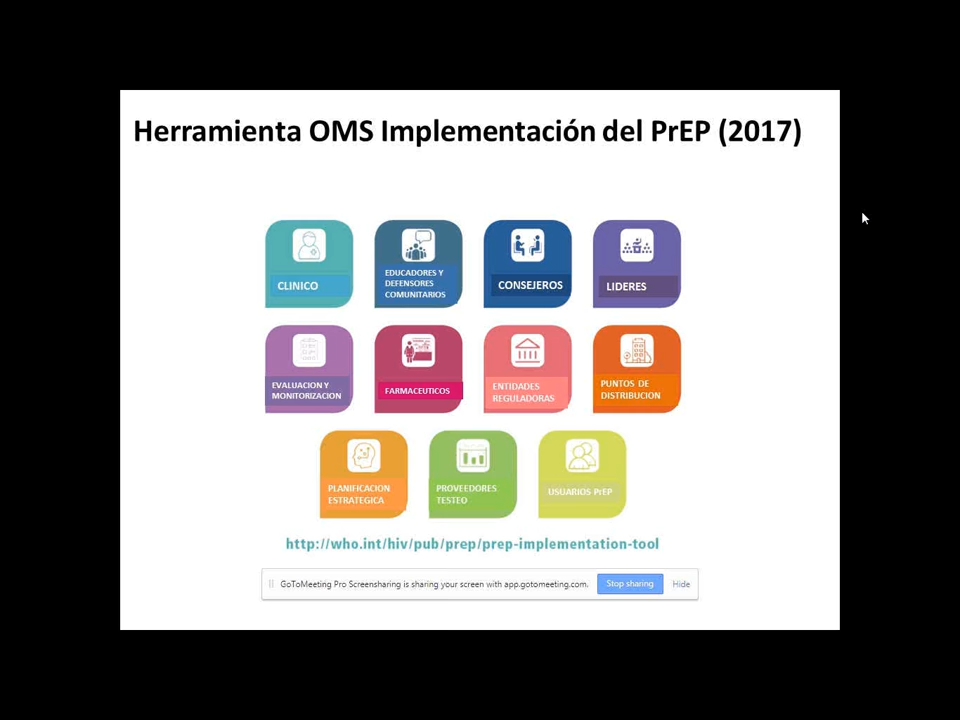 Herramienta OMS Implementación del PrEP (2017)
CLINICO
EDUCADORES Y
DEFENSORES
COMUNITARIOS
CONSEJEROS
LIDERES
EVALUACION Y
MONITORIZACION
FARMACEUTICOS
ENTIDADES
REGULADORAS
PUNTOS DE
DISTRIBUCION
PLANIFICACION
ESTRATEGICA
PROVEEDORES
TESTEO
USUARIOS PrEP
http://who.int/hiv/pub/prep/prep-implementation-tool
GoToMeeting Pro Screensharing is sharing your screen with app.gotomeeting.com. Stop sharing Hide